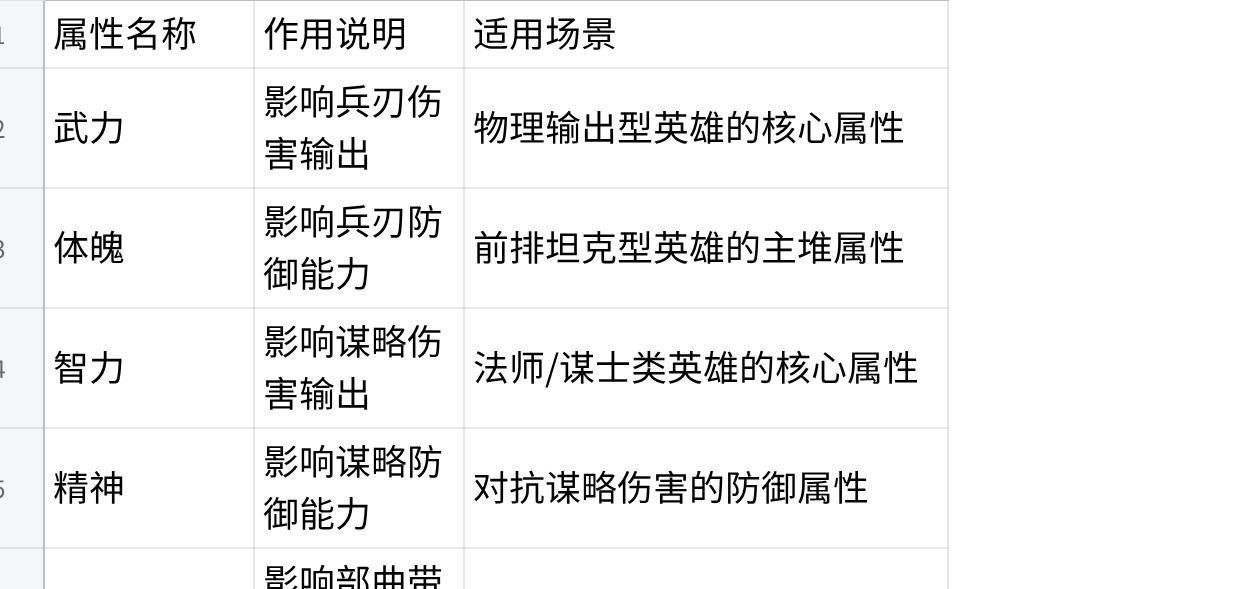 1 属性名称 作用说明 适用场景
2 武力 影响兵刃伤 物理输出型英雄的核心属性
害输出
3 体魄 影响兵刃防 前排坦克型英雄的主堆属性
御能力
4 智力 影响谋略伤 法师/谋士类英雄的核心属性
害输出
5 精神 影响谋略防 对抗谋略伤害的防御属性
御能力
影响部曲带